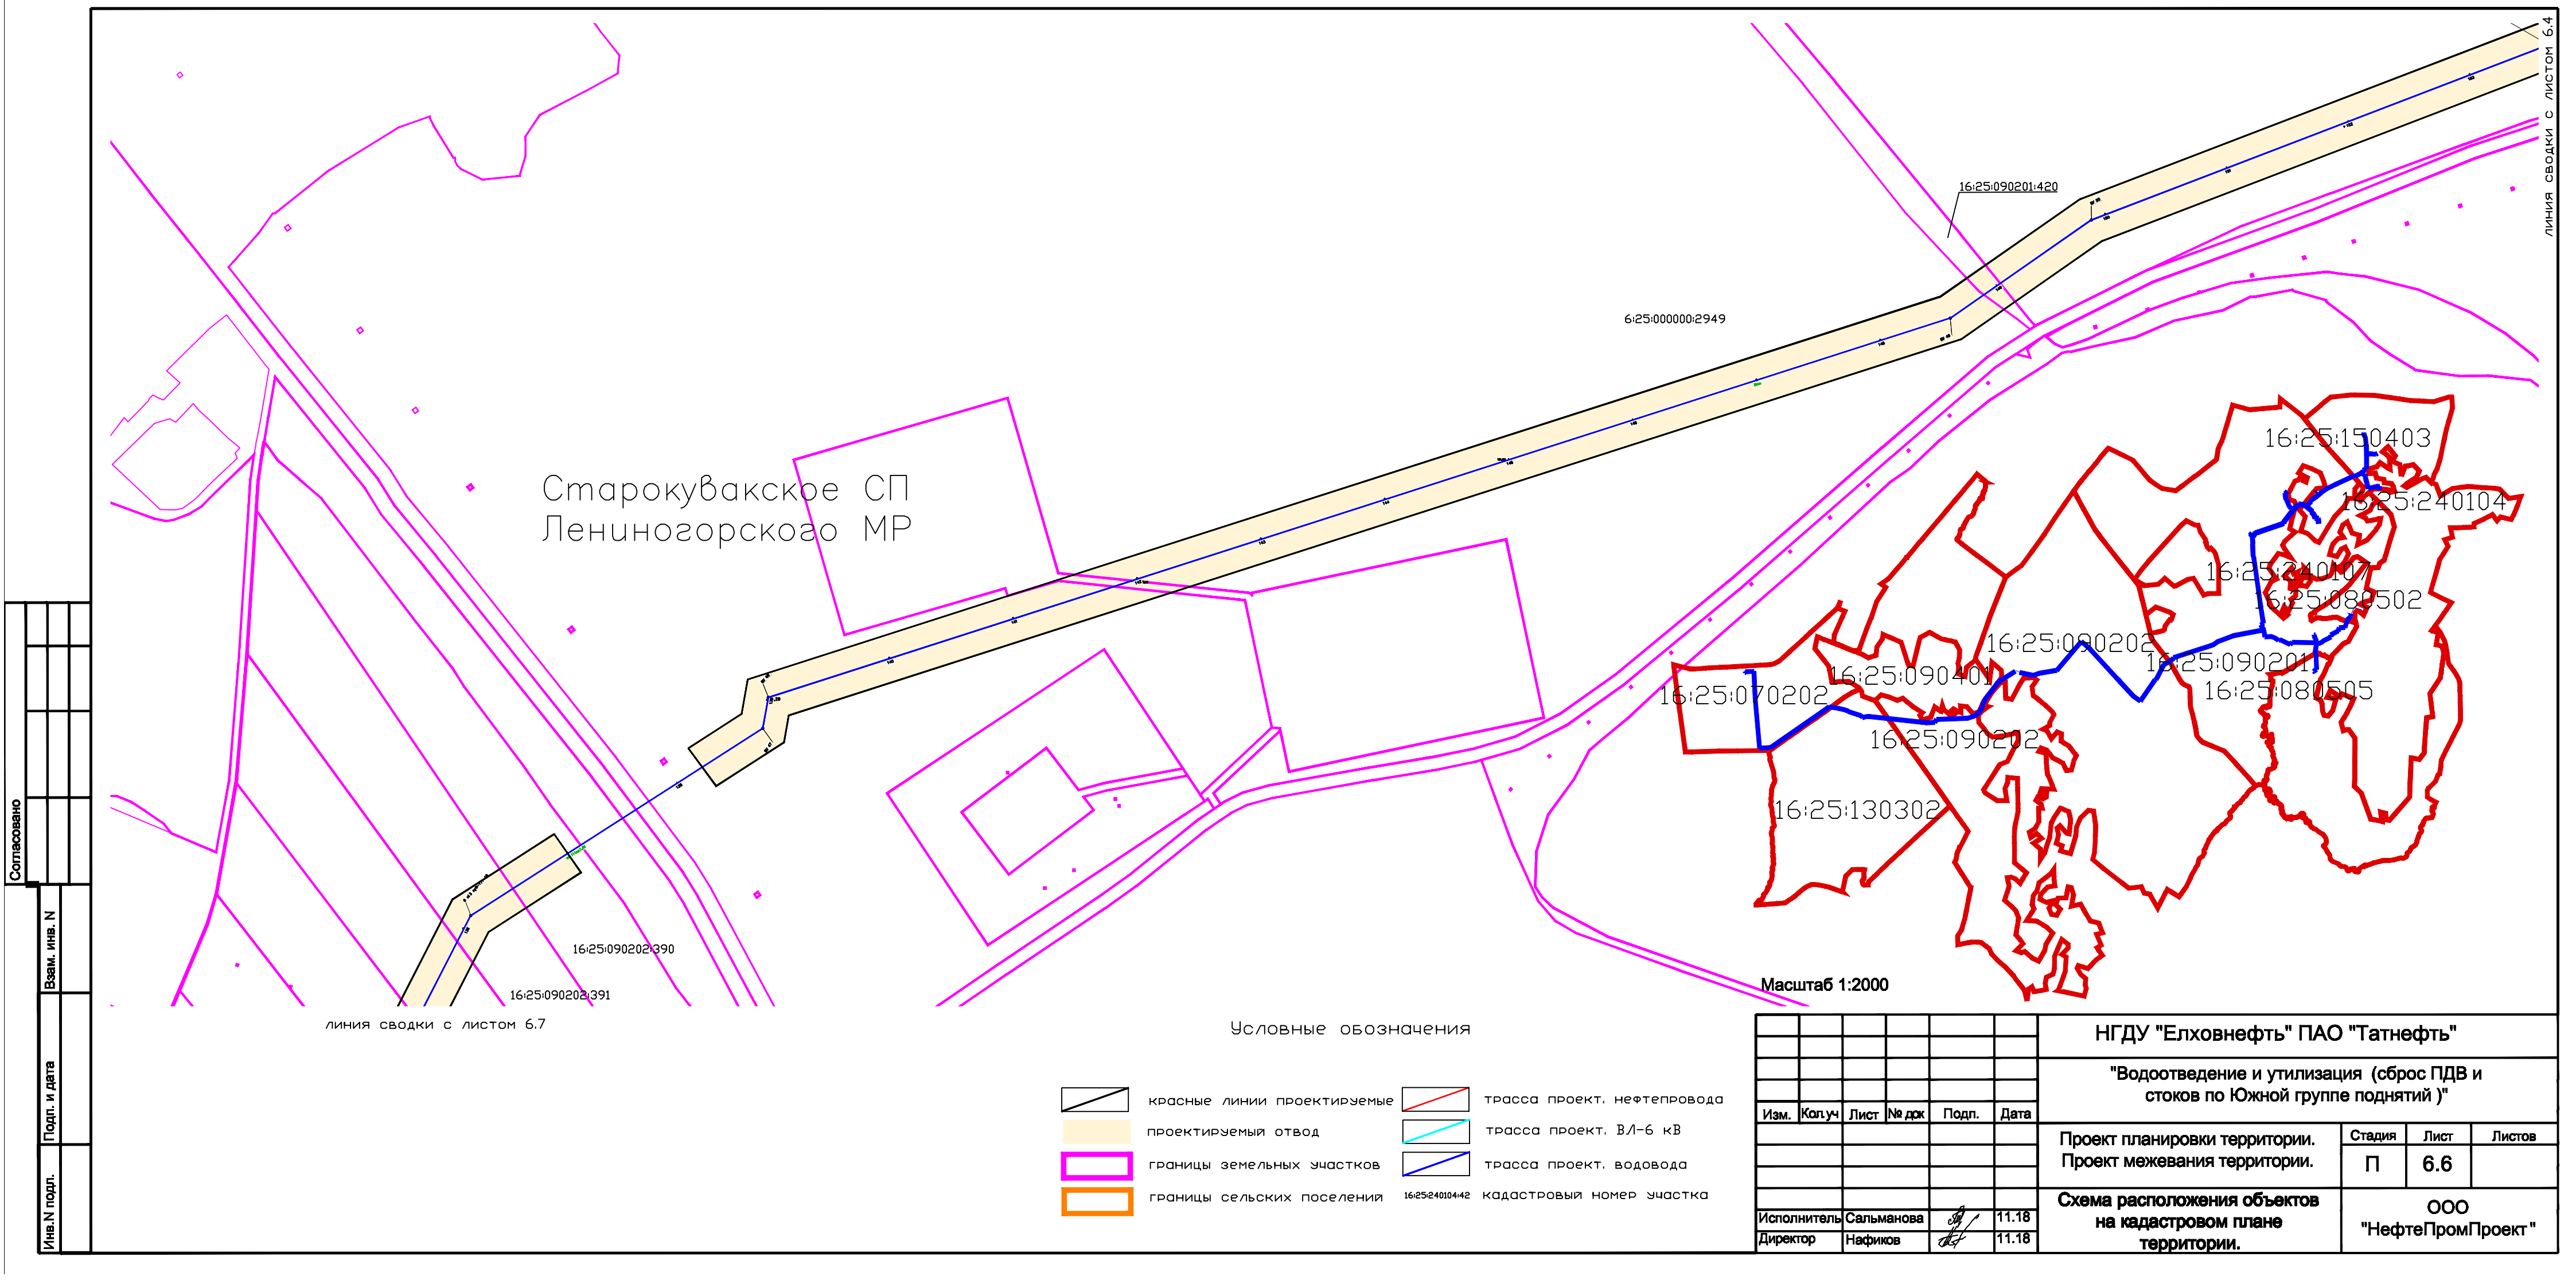 линия сводки с листом 6.4
16:25:090201:420
6:25:000000:2949
Старокувакское СП
Лениногорского МР
16:25:150403
16:25:240104
16:25:240107
16:25:080502
16:25:090202
16:25:090201
16:25:090401
16:25:070202
16:25:080505
16:25:090202
16:25:130302
16:25:090202:390
16:25:090202:391
линия сводки с листом 6.7
Масштаб 1:2000
Условные обозначения
красные линии проектируемые
проектируемый отвод
границы земельных участков
границы сельских поселений
трасса проект. нефтепровода
трасса проект. ВЛ-6 кВ
трасса проект. водовода
16:25:240104:42 кадастровый номер участка
Согласовано
Взам. инв. N
Подп. и дата
Инв.N подл.
НГДУ "Елховнефть" ПАО "Татнефть"
"Водоотведение и утилизация (сброс ПДВ и
стоков по Южной группе поднятий )"
Изм. Кол.уч Лист № док Подп. Дата
Проект планировки территории.
Проект межевания территории.
Стадия Лист Листов
П 6.6
Исполнитель Сальманова 11.18
Директор Нафиков 11.18
Схема расположения объектов
на кадастровом плане
территории.
ООО
"НефтеПромПроект"